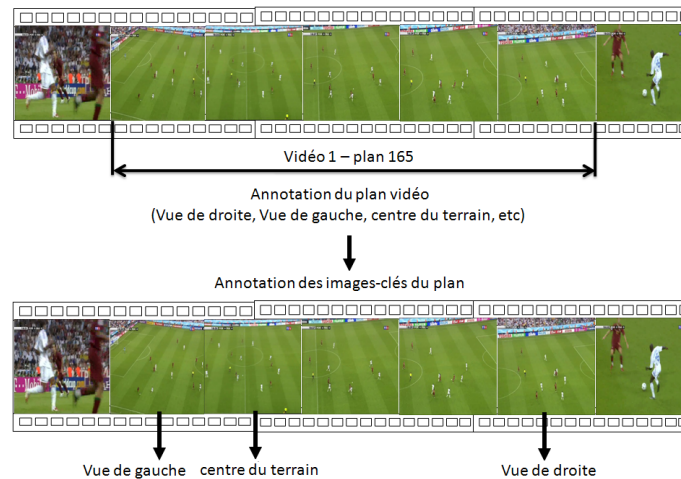 Vidéo 1 – plan 165
Annotation du plan vidéo
(Vue de droite, Vue de gauche, centre du terrain, etc)
Annotation des images-clés du plan
Vue de gauche
centre du terrain
Vue de droite